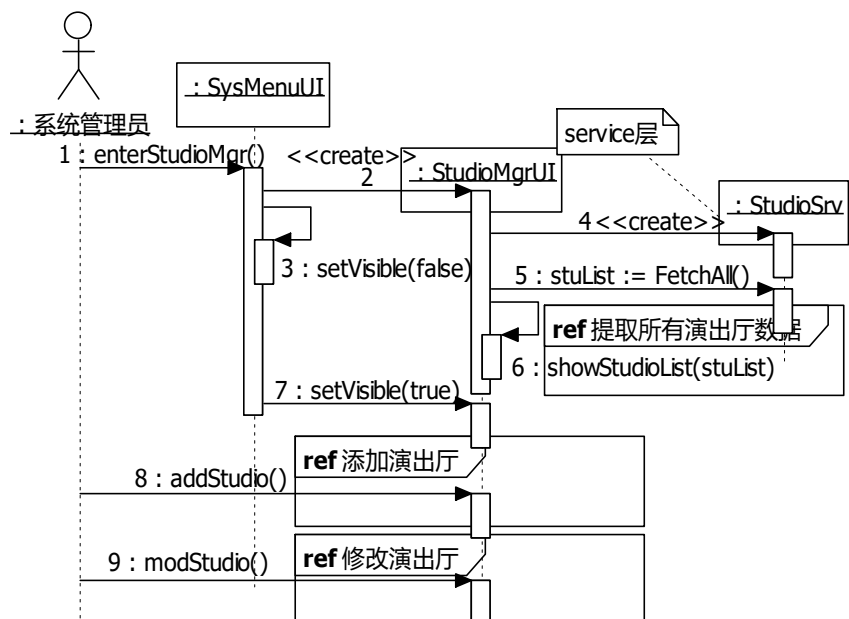 : SysMenuUI
: 系统管理员
service层
1 : enterStudioMgr()
<<create>>
2
: StudioMgrUI
: StudioSrv
4 <<create>>
3 : setVisible(false)
5 : stuList := FetchAll()
ref 提取所有演出厅数据
6 : showStudioList(stuList)
7 : setVisible(true)
ref 添加演出厅
8 : addStudio()
ref 修改演出厅
9 : modStudio()